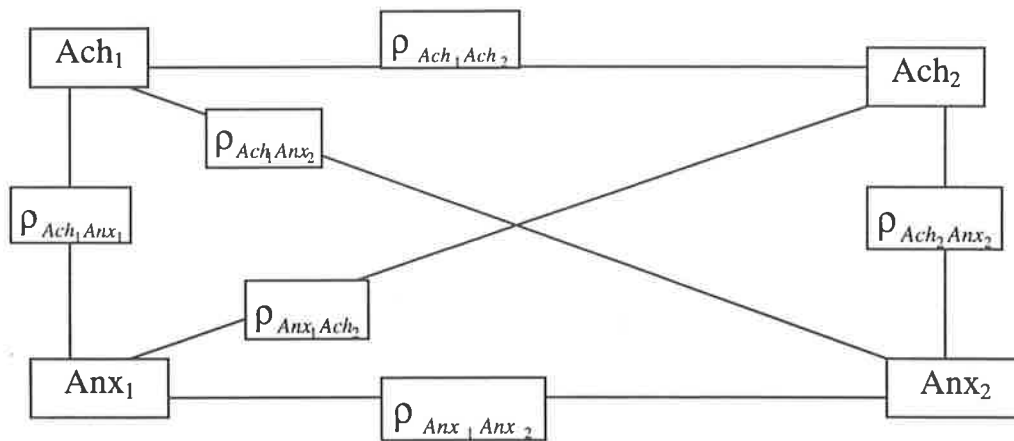 ρ Ach₁Ach₂
Ach₁
Ach₂
ρ Ach₁Anx₂
ρ Ach₁Anx₁
ρ Ach₂Anx₂
ρ Anx₁Ach₂
Anx₁
Anx₂
ρ Anx₁Anx₂